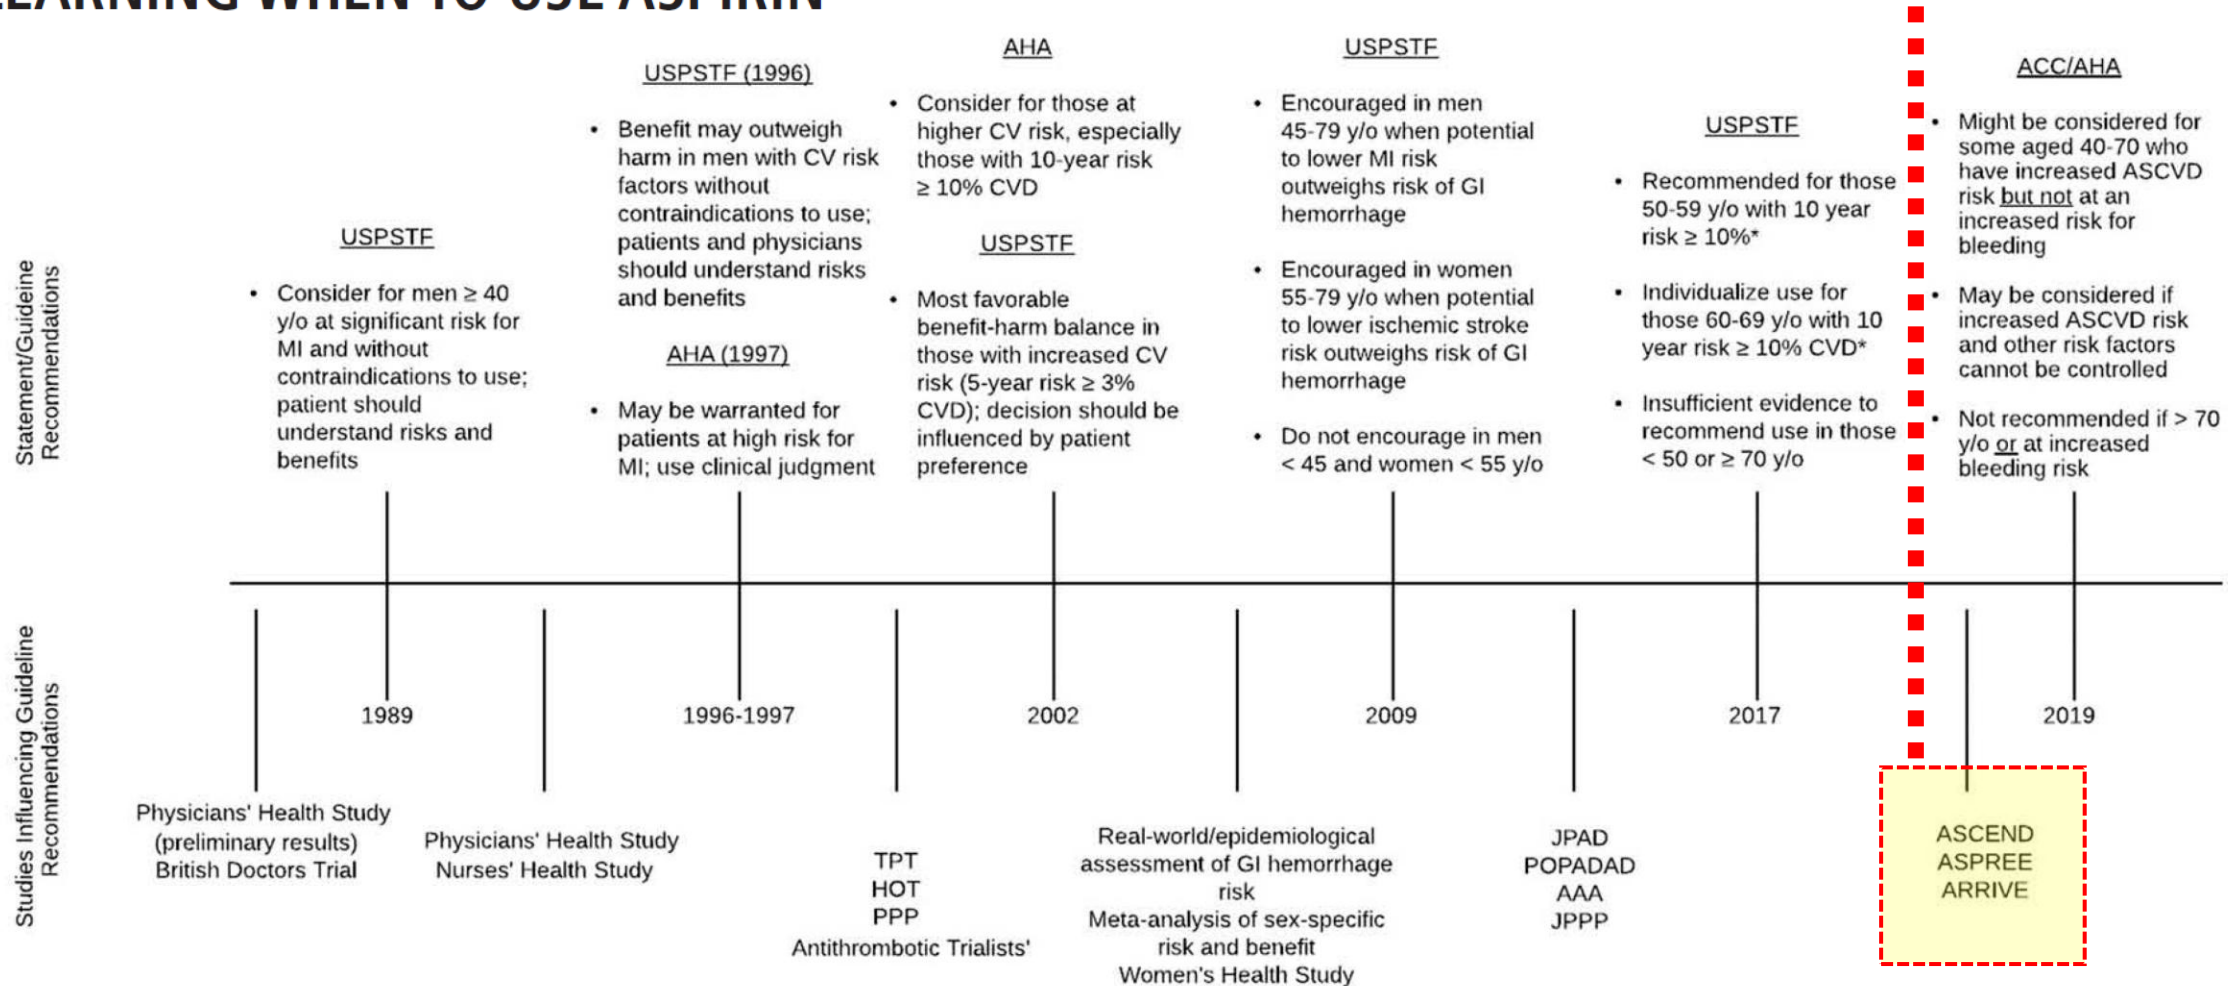 LEARNING WHEN TO USE ASPIRIN
Statement/Guideine
Recommendations
USPSTF
• Consider for men ≥ 40
y/o at significant risk for
MI and without
contraindications to use;
patient should
understand risks and
benefits
USPSTF (1996)
• Benefit may outweigh
harm in men with CV risk
factors without
contraindications to use;
patients and physicians
should understand risks
and benefits
AHA (1997)
• May be warranted for
patients at high risk for
MI; use clinical judgment
AHA
• Consider for those at
higher CV risk, especially
those with 10-year risk
≥ 10% CVD
USPSTF
• Most favorable
benefit-harm balance in
those with increased CV
risk (5-year risk ≥ 3%
CVD); decision should be
influenced by patient
preference
USPSTF
• Encouraged in men
45-79 y/o when potential
to lower MI risk
outweighs risk of GI
hemorrhage
• Encouraged in women
55-79 y/o when potential
to lower ischemic stroke
risk outweighs risk of GI
hemorrhage
• Do not encourage in men
< 45 and women < 55 y/o
USPSTF
• Recommended for those
50-59 y/o with 10 year
risk ≥ 10%*
• Individualize use for
those 60-69 y/o with 10
year risk ≥ 10% CVD*
• Insufficient evidence to
recommend use in those
< 50 or ≥ 70 y/o
ACC/AHA
• Might be considered for
some aged 40-70 who
have increased ASCVD
risk but not at an
increased risk for
bleeding
• May be considered if
increased ASCVD risk
and other risk factors
cannot be controlled
• Not recommended if > 70
y/o or at increased
bleeding risk
1989
1996-1997
2002
2009
2017
2019
Studies Influencing Guideline
Recommendations
Physicians' Health Study
(preliminary results)
British Doctors Trial
Physicians' Health Study
Nurses' Health Study
TPT
HOT
PPP
Antithrombotic Trialists'
Real-world/epidemiological
assessment of GI hemorrhage
risk
Meta-analysis of sex-specific
risk and benefit
Women's Health Study
JPAD
POPADAD
AAA
JPPP
ASCEND
ASPREE
ARRIVE